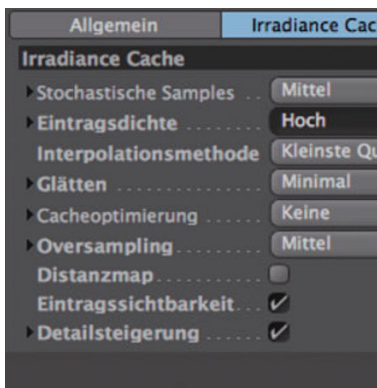 Allgemein Irradiance Cac
Irradiance Cache
Stochastische Samples . . Mittel
Eintragsdichte . . . . . . . . Hoch
Interpolationsmethode Kleinste Qu
Glätten . . . . . . . . . . . . . Minimal
Cacheoptimierung . . . . . . Keine
Oversampling . . . . . . . . Mittel
Distanzmap . . . . . . . . . .
Eintragssichtbarkeit . . .
Detailsteigerung . . . . . .